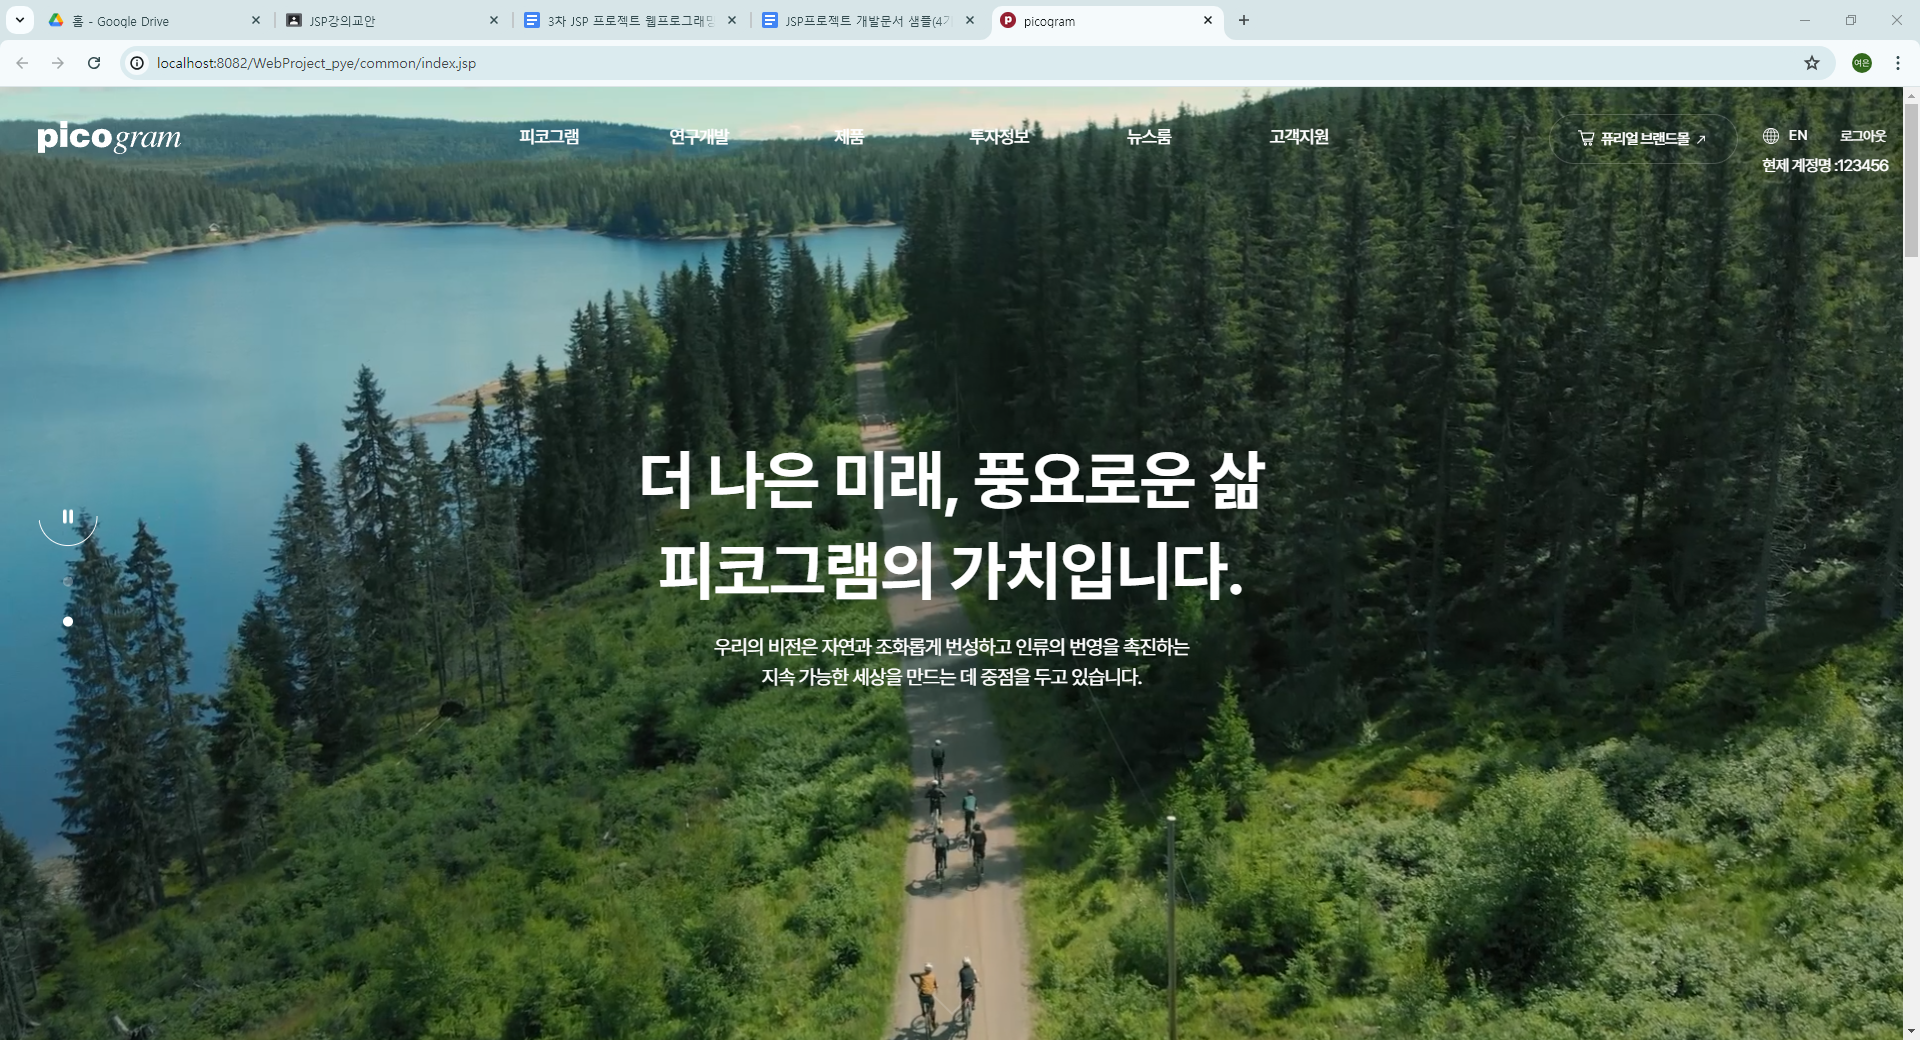 홈 - Google Drive
JSP강의교안
3차 JSP 프로젝트 웹프로그래밍
JSP프로젝트 개발문서 샘플(4기
picogram
localhost:8082/WebProject_pye/common/index.jsp
여은
picogram
피코그램
연구개발
제품
투자정보
뉴스룸
고객지원
퓨리얼 브랜드몰
EN
로그아웃
현제 계정명 :123456
더 나은 미래, 풍요로운 삶
피코그램의 가치입니다.
우리의 비전은 자연과 조화롭게 번성하고 인류의 번영을 촉진하는
지속 가능한 세상을 만드는 데 중점을 두고 있습니다.